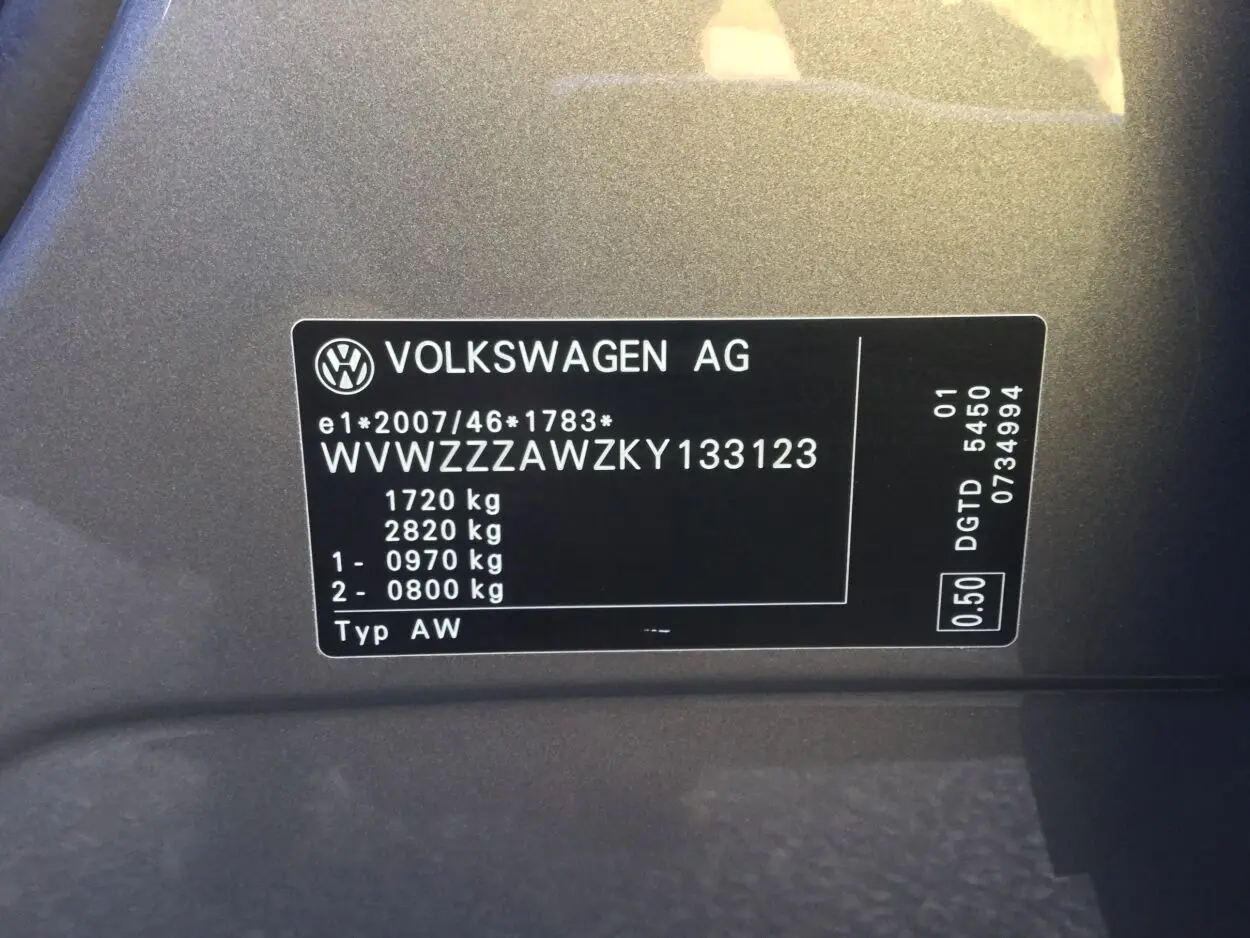 VOLKSWAGEN AG
e1*2007/46*1783*
WVWZZZAWZKY133123
1720 kg
2820 kg
1- 0970 kg
2- 0800 kg
Typ AW
01
DGTD 5450
0734994
0.50